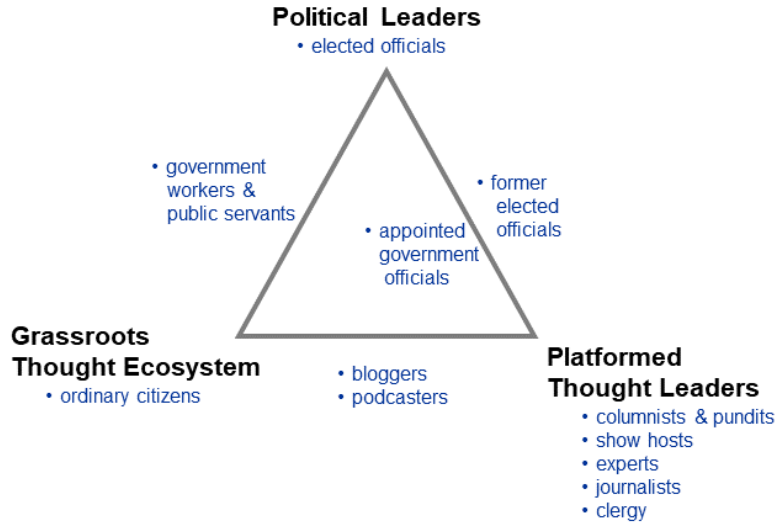 Political Leaders
• elected officials
• government
workers &
public servants
• former
elected
officials
• appointed
government
officials
Grassroots
Thought Ecosystem
• ordinary citizens
• bloggers
• podcasters
Platformed
Thought Leaders
• columnists & pundits
• show hosts
• experts
• journalists
• clergy